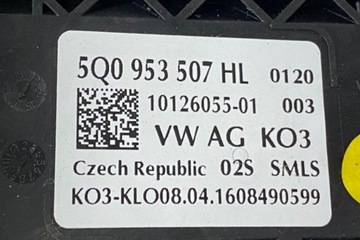 5Q0 953 507 HL 0120
10126055-01 003
VW AG KO3
Czech Republic 02S SMLS
KO3-KLO08.04.1608490599